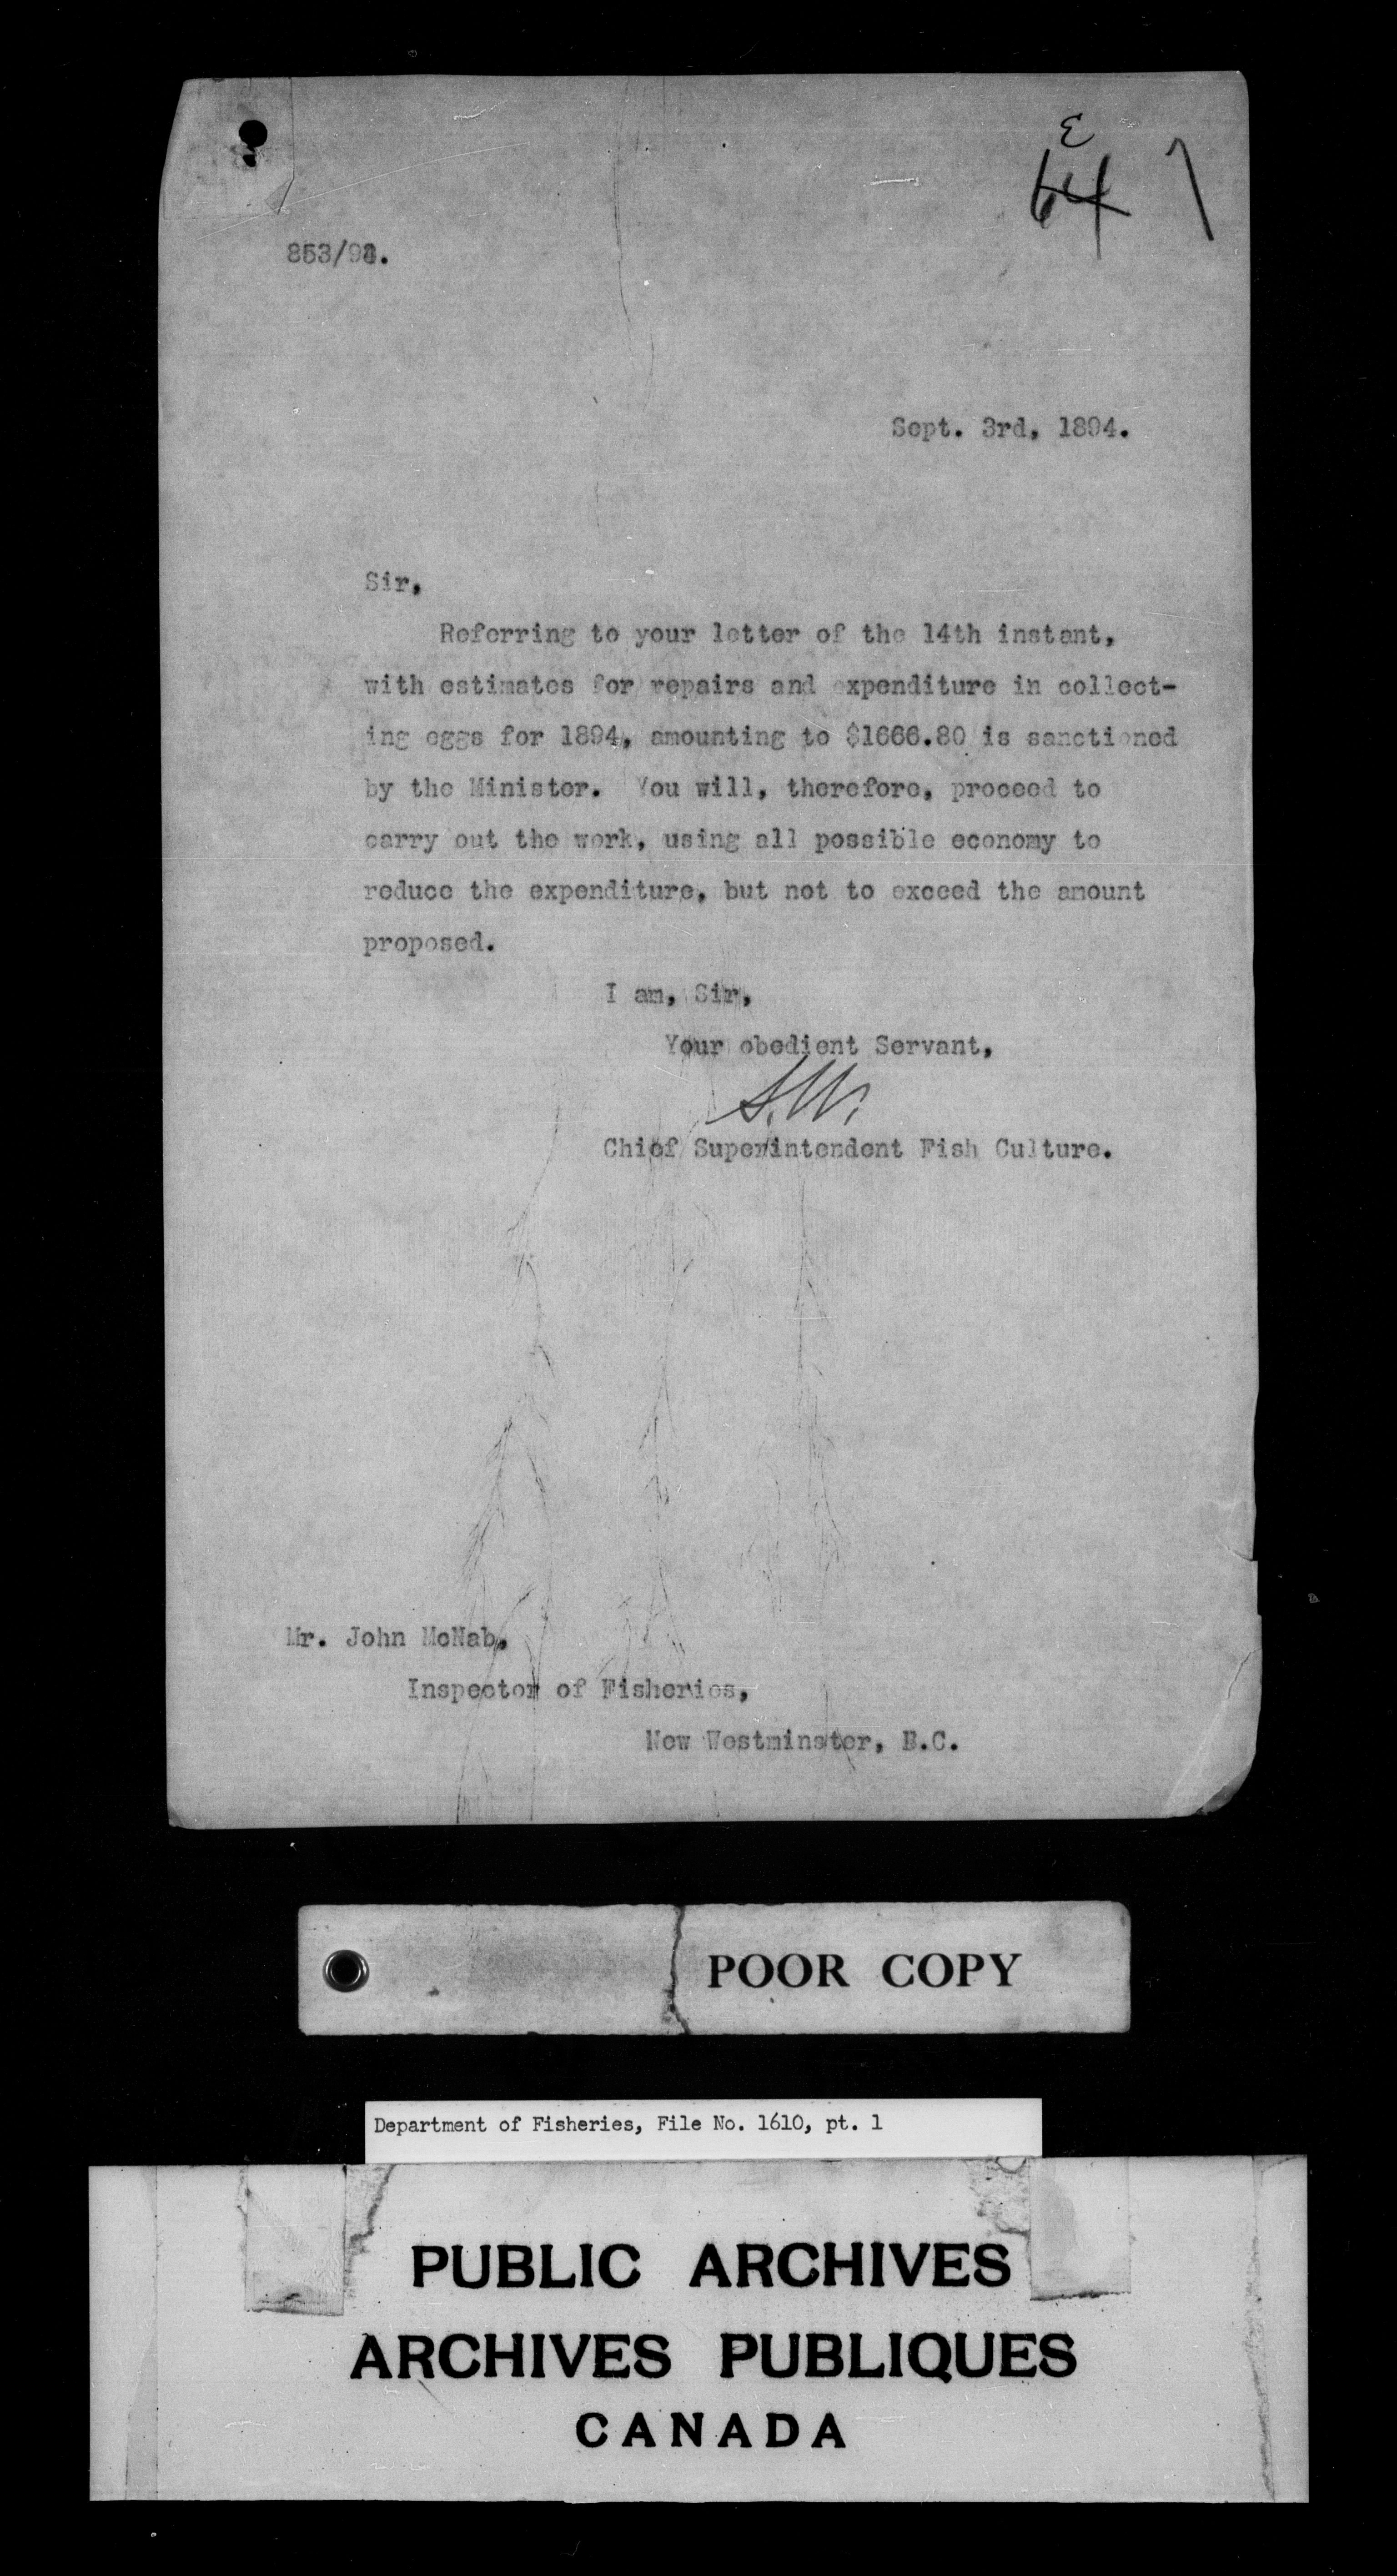 64
853/93.
Sept. 3rd, 1894.
Sir,
Referring to your letter of the 14th instant,
with estimates for repairs and expenditure in collect-
ing eggs for 1894, amounting to $1666.80 is sanctioned
by the Minister. You will, therefore, proceed to
carry out the work, using all possible economy to
reduce the expenditure, but not to exceed the amount
proposed.
I am, Sir,
Your obedient Servant,
S.W.
Chief Superintendent Fish Culture.
Mr. John McNab,
Inspector of Fisheries,
New Westminster, B.C.
POOR COPY
Department of Fisheries, File No. 1610, pt. 1
PUBLIC ARCHIVES
ARCHIVES PUBLIQUES
CANADA